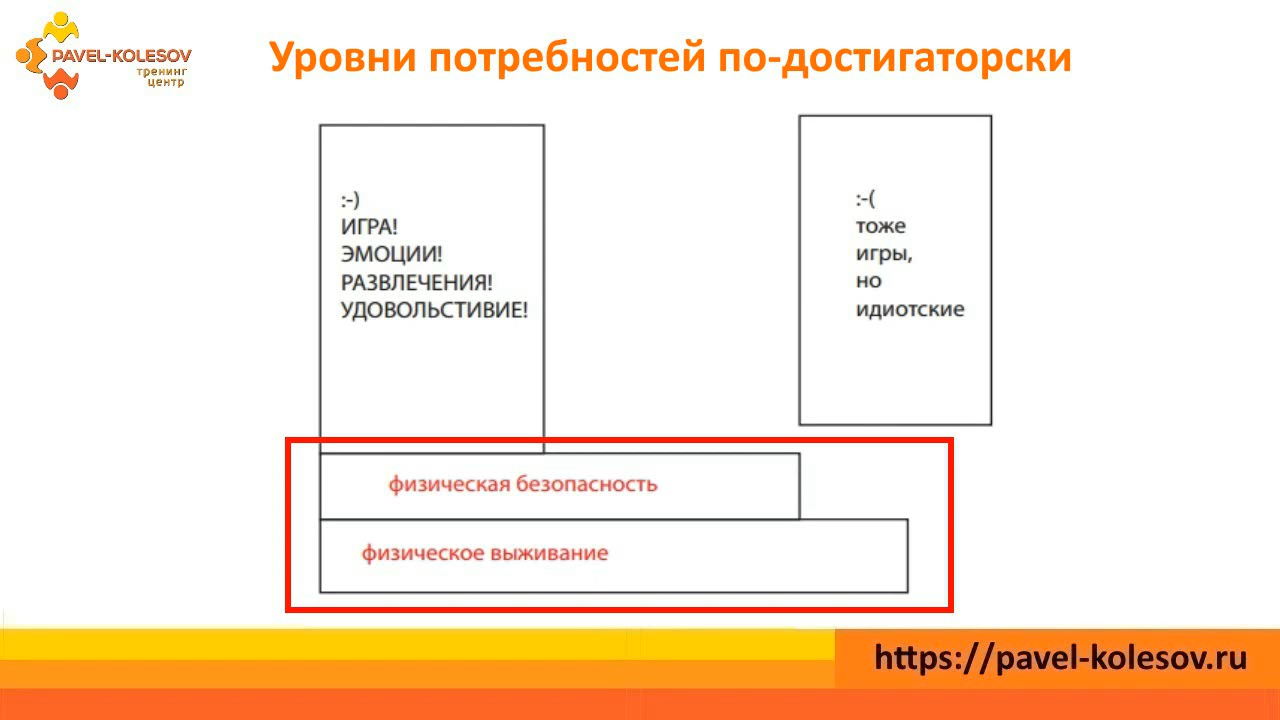 PAVEL-KOLESOV
тренинг
центр
Уровни потребностей по-достигаторски
:-)
ИГРА!
ЭМОЦИИ!
РАЗВЛЕЧЕНИЯ!
УДОВОЛЬСТИВИЕ!
:-(
тоже
игры,
но
идиотские
физическая безопасность
физическое выживание
https://pavel-kolesov.ru